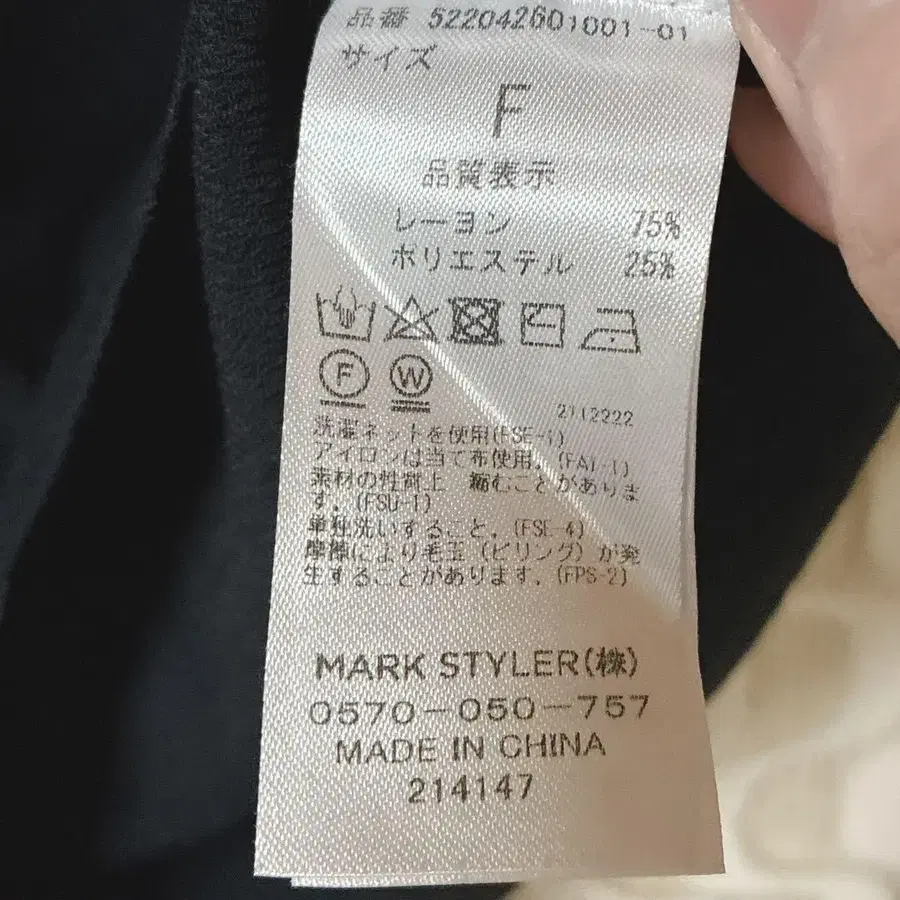 品番 522042601001-01
サイズ
F
品質表示
レーヨン 75%
ポリエステル 25%
F W
2112222
洗濯ネットを使用(FSE-1)
アイロンは当て布使用。(FAI-1)
素材の性質上 縮むことがありま
す。(FSU-1)
単独洗いすること。(FSE-4)
摩擦により毛玉(ピリング)が発
生することがあります。(FPS-2)
MARK STYLER(株)
0570-050-757
MADE IN CHINA
214147